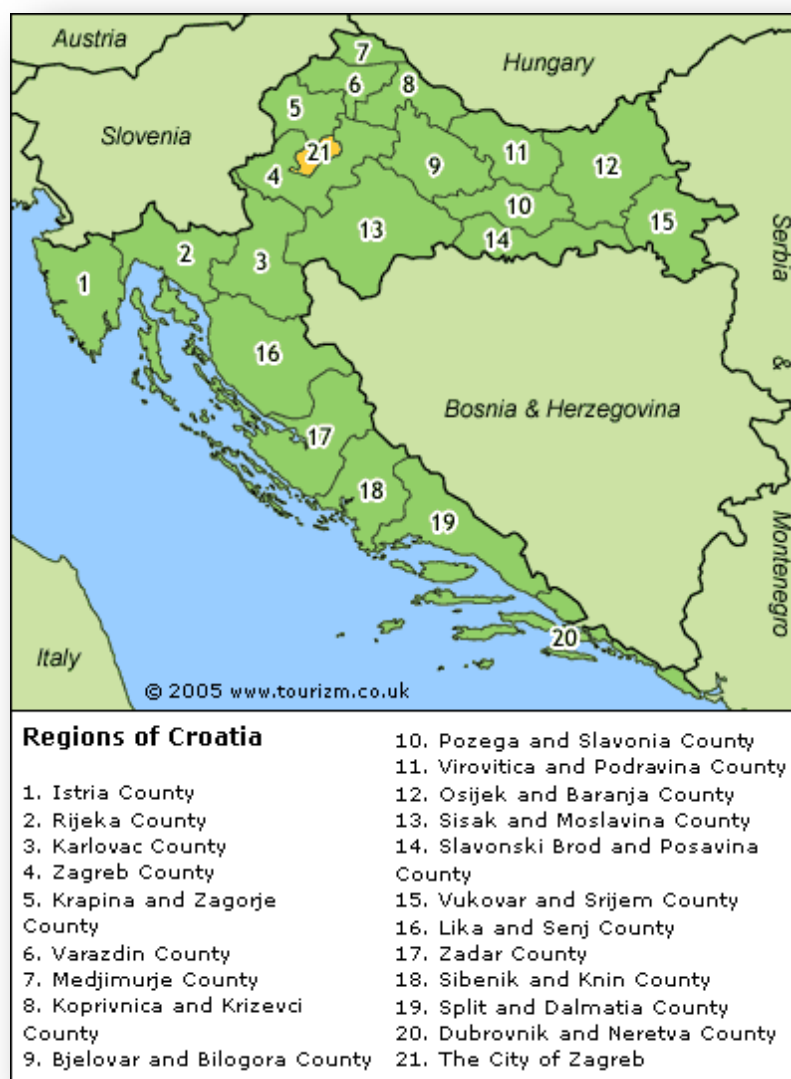 Austria
Hungary
Slovenia
Serbia
&
Montenegro
Bosnia & Herzegovina
Italy
7
6
8
5
21
4
9
11
12
10
15
13
14
2
3
1
16
17
18
19
20
© 2005 www.tourizm.co.uk
Regions of Croatia
1. Istria County
2. Rijeka County
3. Karlovac County
4. Zagreb County
5. Krapina and Zagorje
County
6. Varazdin County
7. Medjimurje County
8. Koprivnica and Krizevci
County
9. Bjelovar and Bilogora County
10. Pozega and Slavonia County
11. Virovitica and Podravina County
12. Osijek and Baranja County
13. Sisak and Moslavina County
14. Slavonski Brod and Posavina
County
15. Vukovar and Srijem County
16. Lika and Senj County
17. Zadar County
18. Sibenik and Knin County
19. Split and Dalmatia County
20. Dubrovnik and Neretva County
21. The City of Zagreb